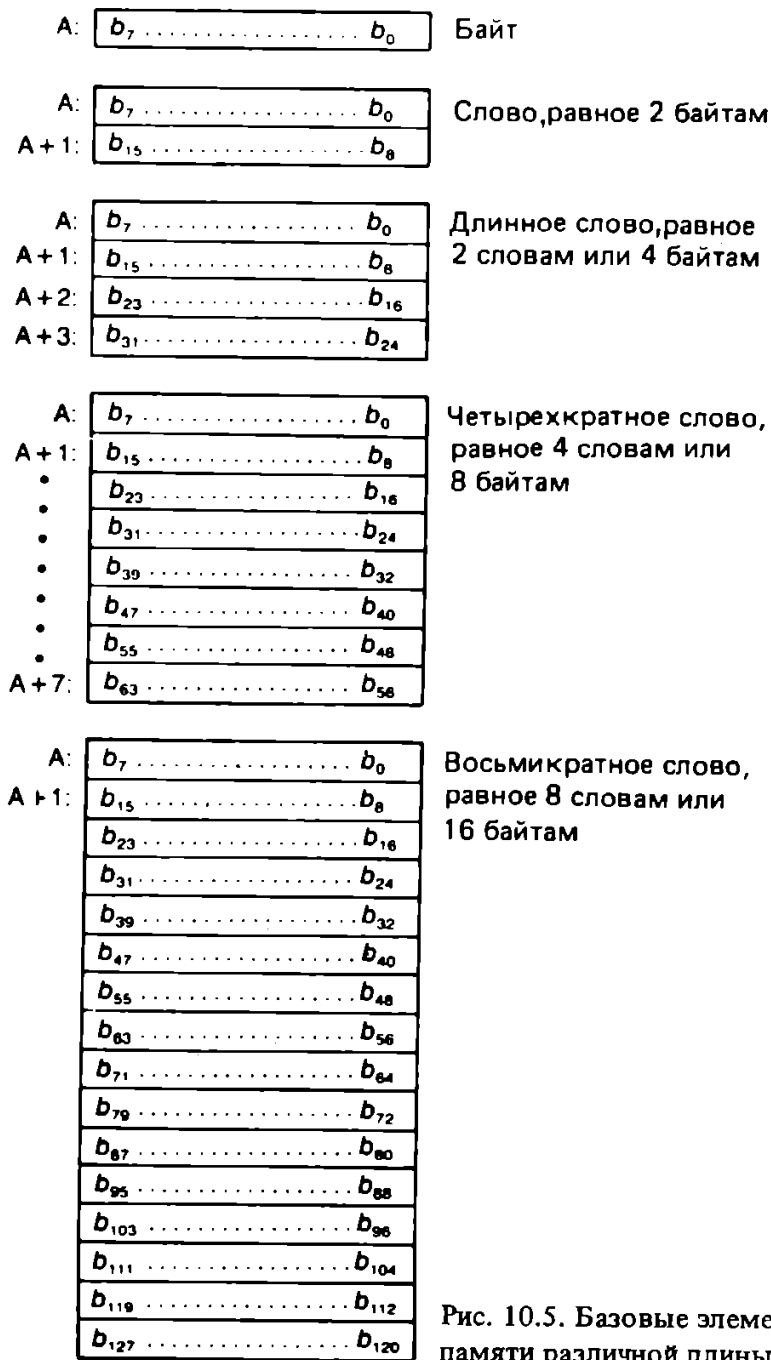 A: b₇ . . . . . . . . . . . . . . . . . . b₀ Байт
A: b₇ . . . . . . . . . . . . . . . . . . b₀ Слово,равное 2 байтам
A + 1: b₁₅ . . . . . . . . . . . . . . . . . . b₈
A: b₇ . . . . . . . . . . . . . . . . . . b₀ Длинное слово,равное
A + 1: b₁₅ . . . . . . . . . . . . . . . . . . b₈ 2 словам или 4 байтам
A + 2: b₂₃ . . . . . . . . . . . . . . . . . . b₁₆
A + 3: b₃₁ . . . . . . . . . . . . . . . . . . b₂₄
A: b₇ . . . . . . . . . . . . . . . . . . b₀ Четырехкратное слово,
A + 1: b₁₅ . . . . . . . . . . . . . . . . . . b₈ равное 4 словам или
b₂₃ . . . . . . . . . . . . . . . . . . b₁₆ 8 байтам
b₃₁ . . . . . . . . . . . . . . . . . . b₂₄
b₃₉ . . . . . . . . . . . . . . . . . . b₃₂
b₄₇ . . . . . . . . . . . . . . . . . . b₄₀
b₅₅ . . . . . . . . . . . . . . . . . . b₄₈
A + 7: b₆₃ . . . . . . . . . . . . . . . . . . b₅₆
A: b₇ . . . . . . . . . . . . . . . . . . b₀ Восьмикратное слово,
A + 1: b₁₅ . . . . . . . . . . . . . . . . . . b₈ равное 8 словам или
b₂₃ . . . . . . . . . . . . . . . . . . b₁₆ 16 байтам
b₃₁ . . . . . . . . . . . . . . . . . . b₂₄
b₃₉ . . . . . . . . . . . . . . . . . . b₃₂
b₄₇ . . . . . . . . . . . . . . . . . . b₄₀
b₅₅ . . . . . . . . . . . . . . . . . . b₄₈
b₆₃ . . . . . . . . . . . . . . . . . . b₅₆
b₇₁ . . . . . . . . . . . . . . . . . . b₆₄
b₇₉ . . . . . . . . . . . . . . . . . . b₇₂
b₈₇ . . . . . . . . . . . . . . . . . . b₈₀
b₉₅ . . . . . . . . . . . . . . . . . . b₈₈
b₁₀₃ . . . . . . . . . . . . . . . . . . b₉₆
b₁₁₁ . . . . . . . . . . . . . . . . . . b₁₀₄
b₁₁₉ . . . . . . . . . . . . . . . . . . b₁₁₂ Рис. 10.5. Базовые элеме
b₁₂₇ . . . . . . . . . . . . . . . . . . b₁₂₀ памяти различной длины